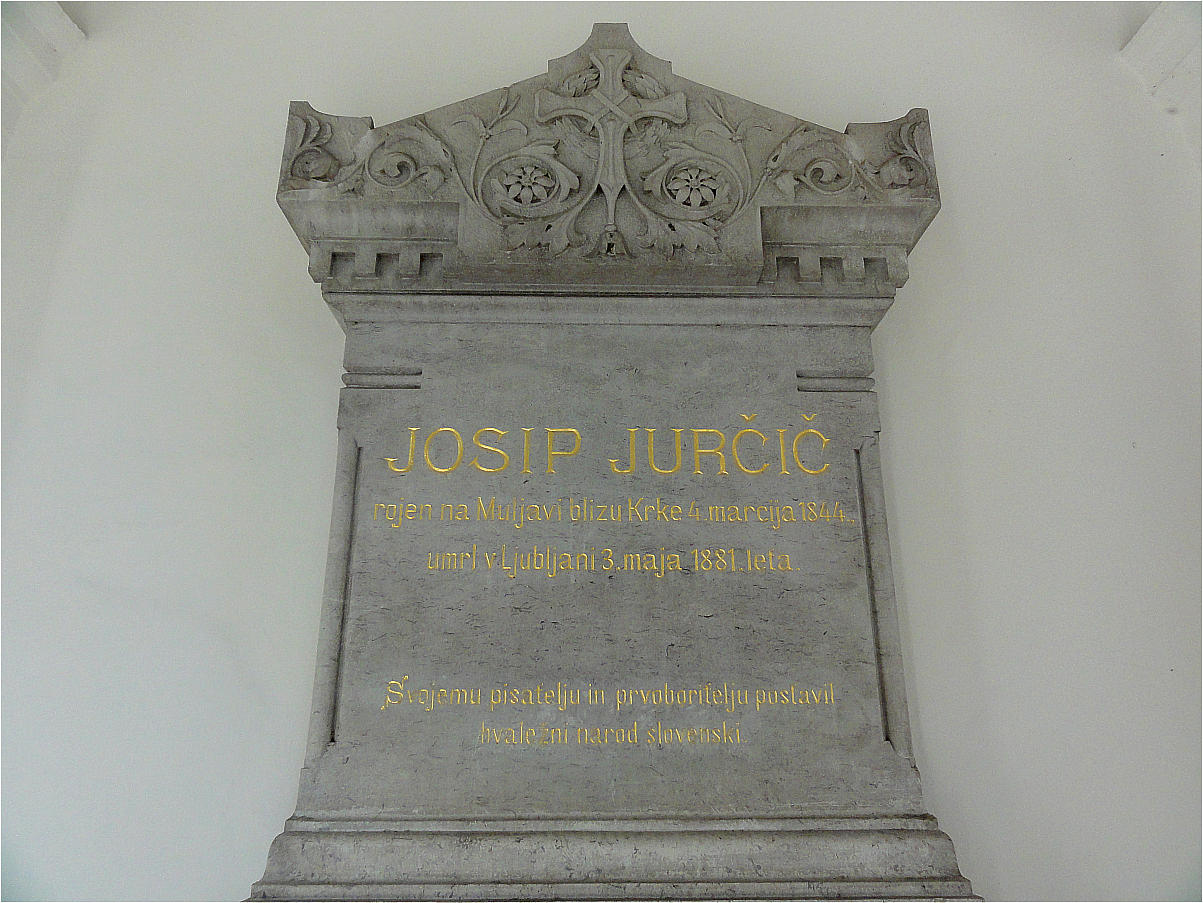 JOSIP JURČIČ
rojen na Muljavi blizu Krke 4. marcija 1844.,
umrl v Ljubljani 3. maja 1881. leta.
Svojemu pisatelju in prvoboritelju postavil
hvaležni narod slovenski.